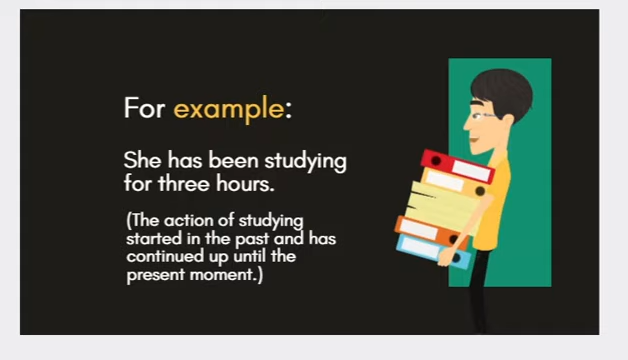 For example:
She has been studying
for three hours.
(The action of studying
started in the past and has
continued up until the
present moment.)